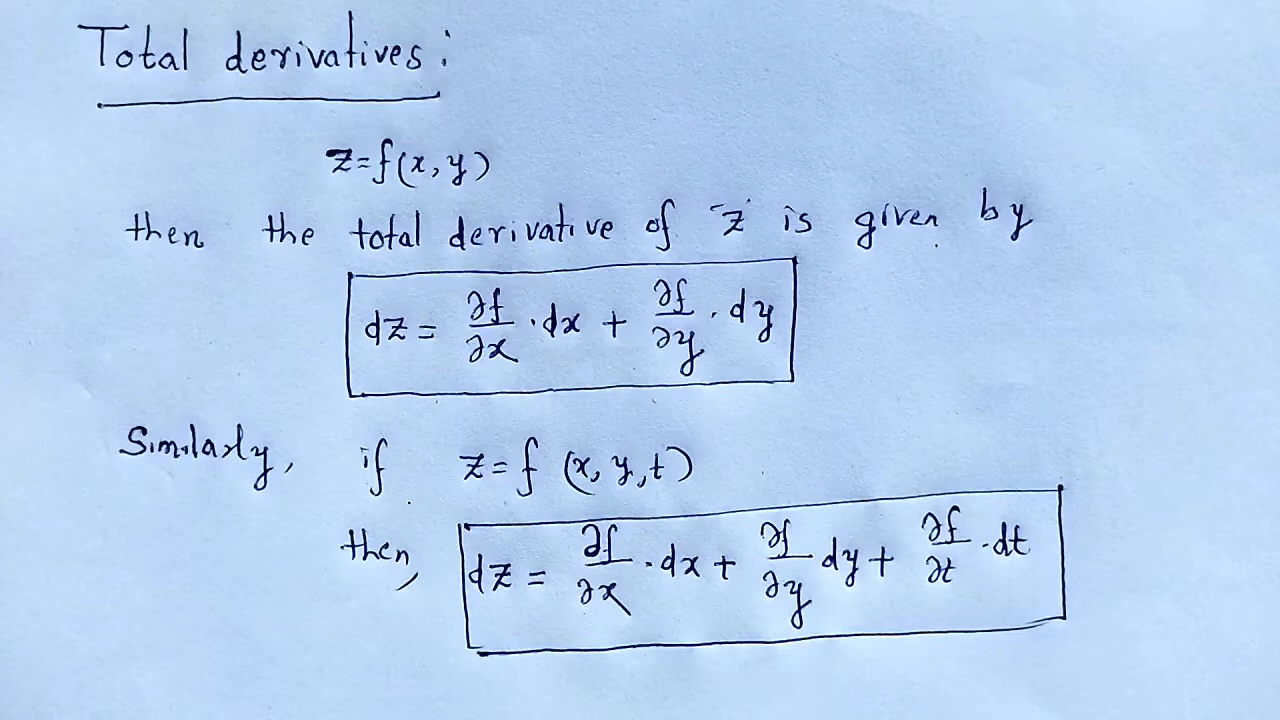 Total derivatives:
z=f(x,y)
then the total derivative of "z" is given by
dz = ∂f/∂x · dx + ∂f/∂y · dy
Similarly, if z=f (x, y, t)
then, dz = ∂f/∂x · dx + ∂f/∂y dy + ∂f/∂t · dt